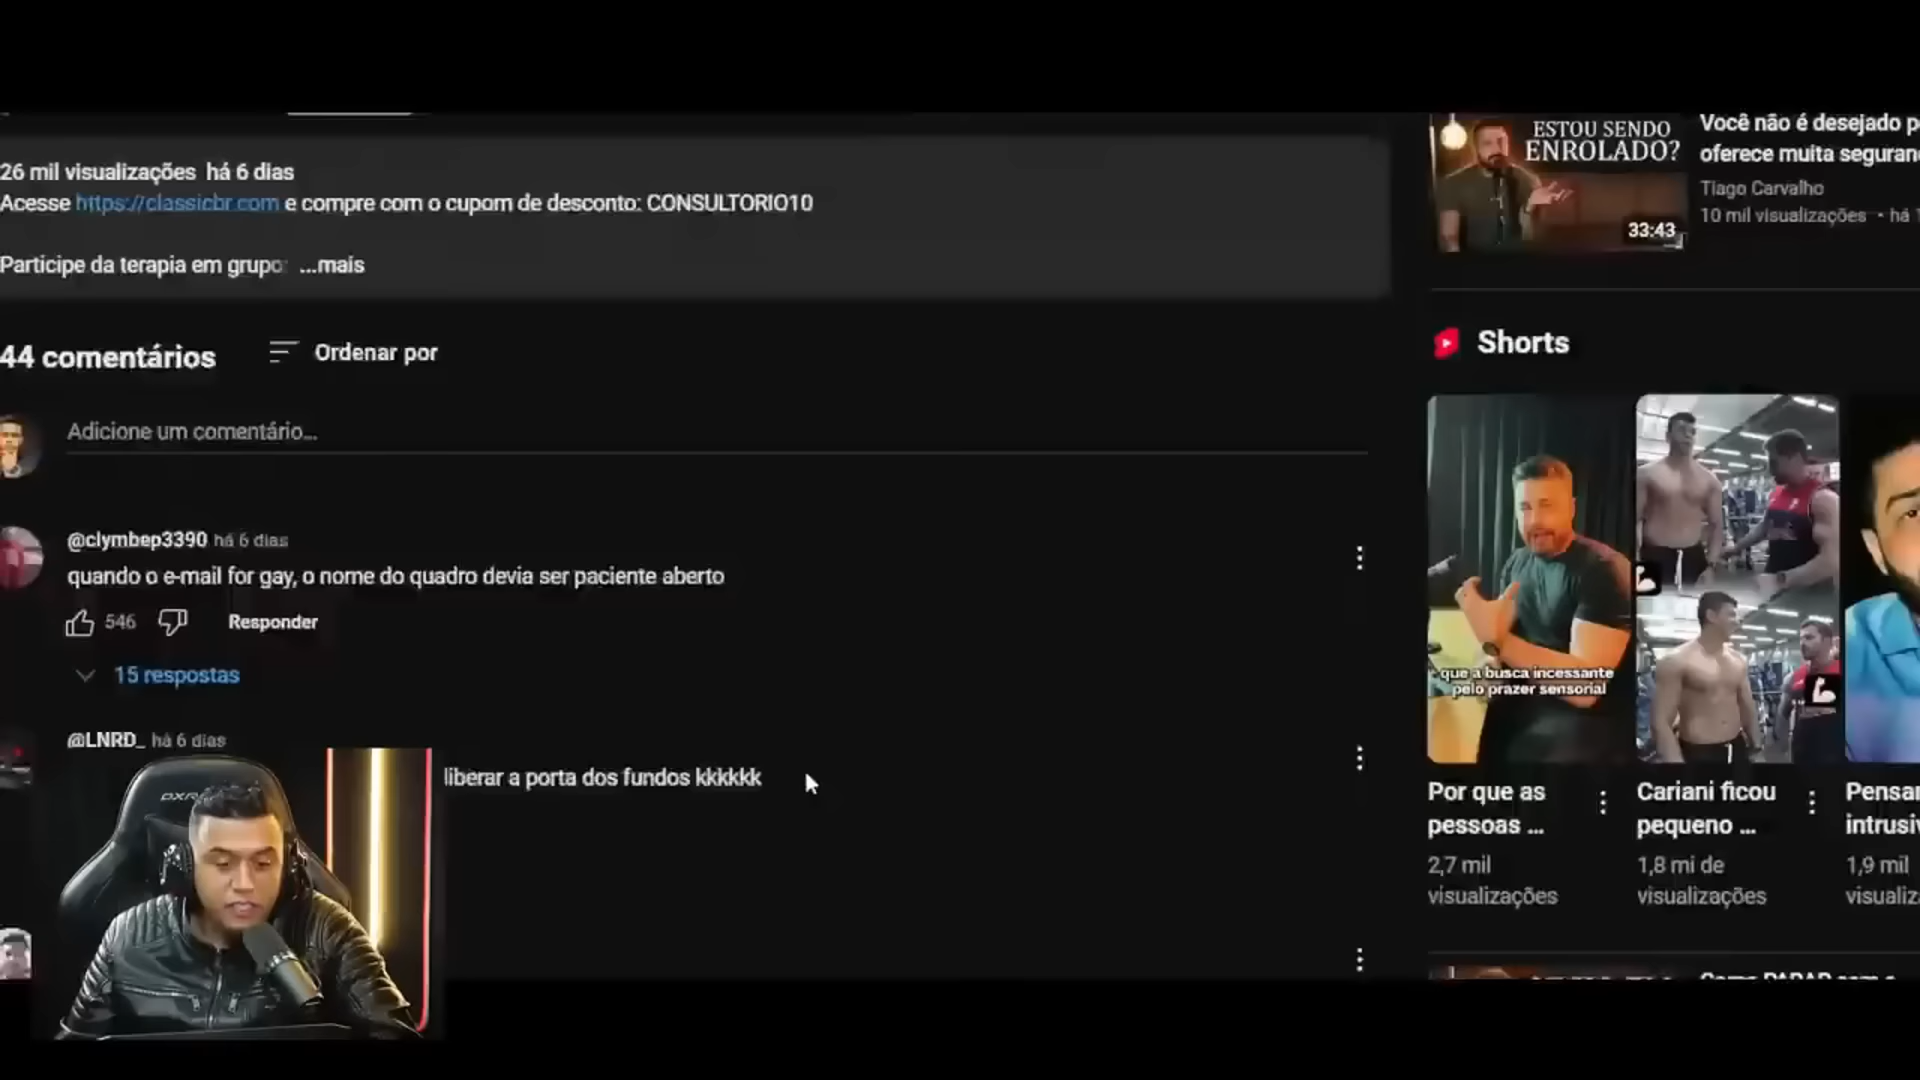 26 mil visualizações há 6 dias
Acesse https://classicbr.com e compre com o cupom de desconto: CONSULTORIO10
Participe da terapia em grupo: ...mais
44 comentários
Ordenar por
Adicione um comentário...
@clymbep3390 há 6 dias
quando o e-mail for gay, o nome do quadro devia ser paciente aberto
546
Responder
15 respostas
@LNRD_ há 6 dias
liberar a porta dos fundos kkkkkk
ESTOU SENDO
ENROLADO?
33:43
Você não é desejado
oferece muita
Tiago Carvalho
10 mil visualizações • há
Shorts
que a busca incessante
pelo prazer sensorial
Por que as
pessoas ...
2,7 mil
visualizações
Cariani ficou
pequeno ...
1,8 mi de
visualizações
1,9 mil